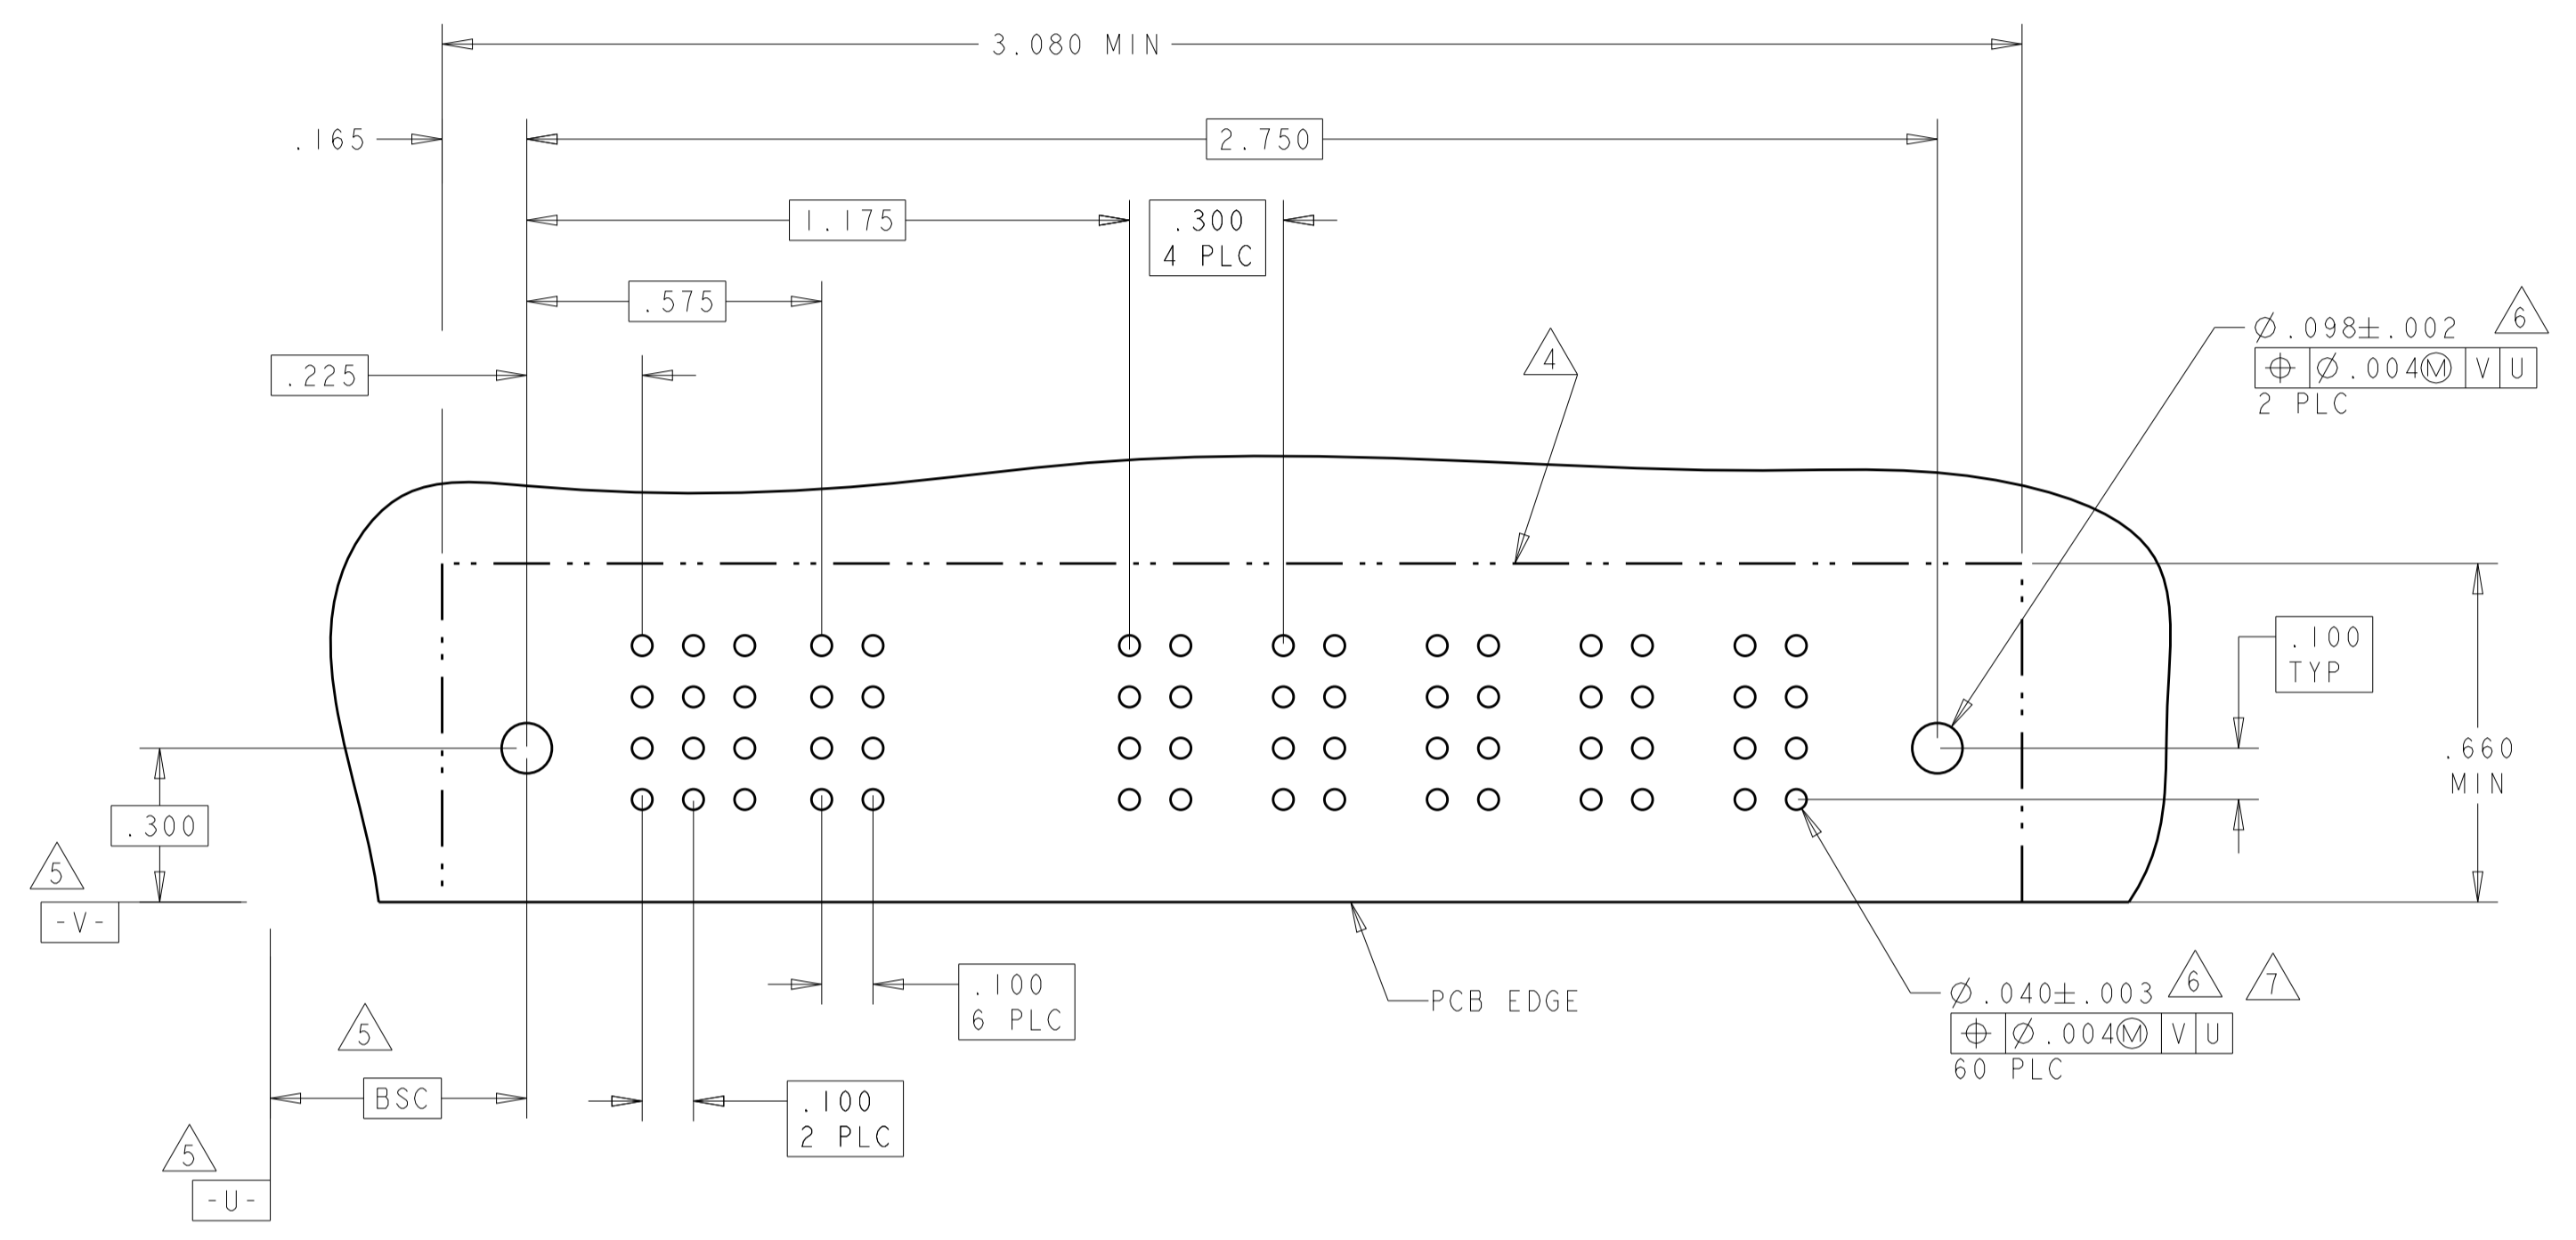 3.080 MIN
.165
2.750
1.175
.300
4 PLC
.575
.225
4
Ø.098±.002
6
⌖ Ø.004Ⓜ V U
2 PLC
.100
TYP
.660
MIN
.300
5
-V-
.100
6 PLC
PCB EDGE
Ø.040±.003
6
7
⌖ Ø.004Ⓜ V U
60 PLC
5
BSC
.100
2 PLC
5
-U-